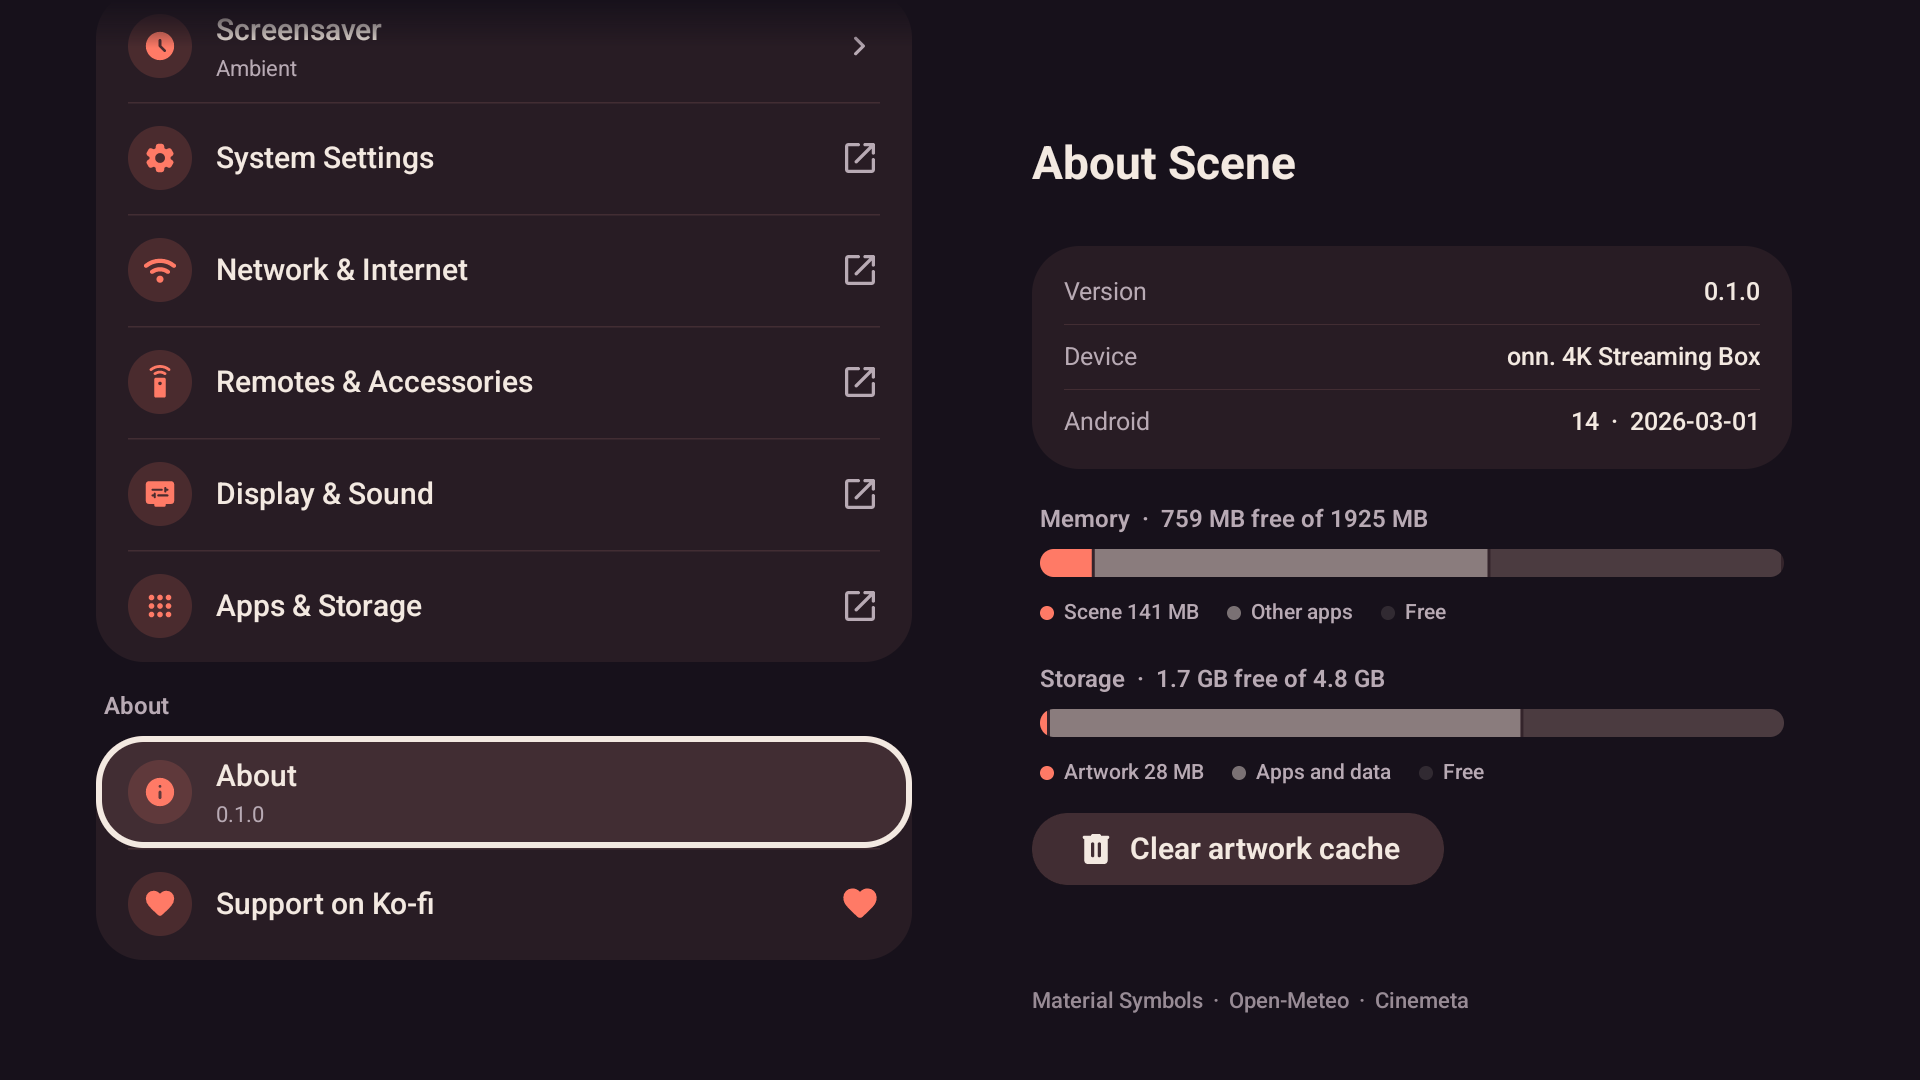 Screensaver
Ambient
System Settings
Network & Internet
Remotes & Accessories
Display & Sound
Apps & Storage
About
About
0.1.0
Support on Ko-fi
About Scene
Version 0.1.0
Device onn. 4K Streaming Box
Android 14 · 2026-03-01
Memory · 759 MB free of 1925 MB
Scene 141 MB Other apps Free
Storage · 1.7 GB free of 4.8 GB
Artwork 28 MB Apps and data Free
Clear artwork cache
Material Symbols · Open-Meteo · Cinemeta